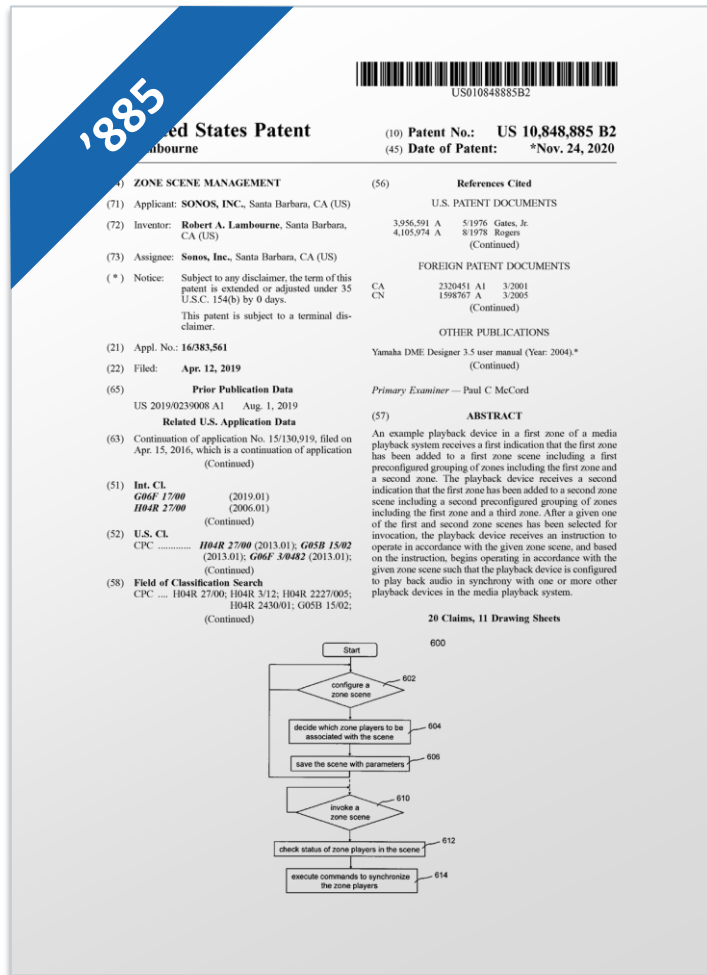 '885
US010848885B2
ed States Patent
bourne
(10) Patent No.: US 10,848,885 B2
(45) Date of Patent: *Nov. 24, 2020
ZONE SCENE MANAGEMENT
(71) Applicant: SONOS, INC., Santa Barbara, CA (US)
(72) Inventor: Robert A. Lambourne, Santa Barbara,
CA (US)
(73) Assignee: Sonos, Inc., Santa Barbara, CA (US)
( * ) Notice: Subject to any disclaimer, the term of this
patent is extended or adjusted under 35
U.S.C. 154(b) by 0 days.
This patent is subject to a terminal dis-
claimer.
(21) Appl. No.: 16/383,561
(22) Filed: Apr. 12, 2019
(65) Prior Publication Data
US 2019/0239008 A1 Aug. 1, 2019
Related U.S. Application Data
(63) Continuation of application No. 15/130,919, filed on
Apr. 15, 2016, which is a continuation of application
(Continued)
(51) Int. Cl.
G06F 17/00 (2019.01)
H04R 27/00 (2006.01)
(Continued)
(52) U.S. Cl.
CPC ............. H04R 27/00 (2013.01); G05B 15/02
(2013.01); G06F 3/0482 (2013.01);
(Continued)
(58) Field of Classification Search
CPC .... H04R 27/00; H04R 3/12; H04R 2227/005;
H04R 2430/01; G05B 15/02;
(Continued)
(56) References Cited
U.S. PATENT DOCUMENTS
3,956,591 A 5/1976 Gates, Jr.
4,105,974 A 8/1978 Rogers
(Continued)
FOREIGN PATENT DOCUMENTS
CA 2320451 A1 3/2001
CN 1598767 A 3/2005
(Continued)
OTHER PUBLICATIONS
Yamaha DME Designer 3.5 user manual (Year: 2004).*
(Continued)
Primary Examiner — Paul C McCord
(57) ABSTRACT
An example playback device in a first zone of a media
playback system receives a first indication that the first zone
has been added to a first zone scene including a first
preconfigured grouping of zones including the first zone and
a second zone. The playback device receives a second
indication that the first zone has been added to a second zone
scene including a second preconfigured grouping of zones
including the first zone and a third zone. After a given one
of the first and second zone scenes has been selected for
invocation, the playback device receives an instruction to
operate in accordance with the given zone scene, and based
on the instruction, begins operating in accordance with the
given zone scene such that the playback device is configured
to play back audio in synchrony with one or more other
playback devices in the media playback system.
20 Claims, 11 Drawing Sheets
600
Start
602
configure a
zone scene
604
decide which zone players to be
associated with the scene
606
save the scene with parameters
610
invoke a
zone scene
612
check status of zone players in the scene
614
execute commands to synchronize
the zone players